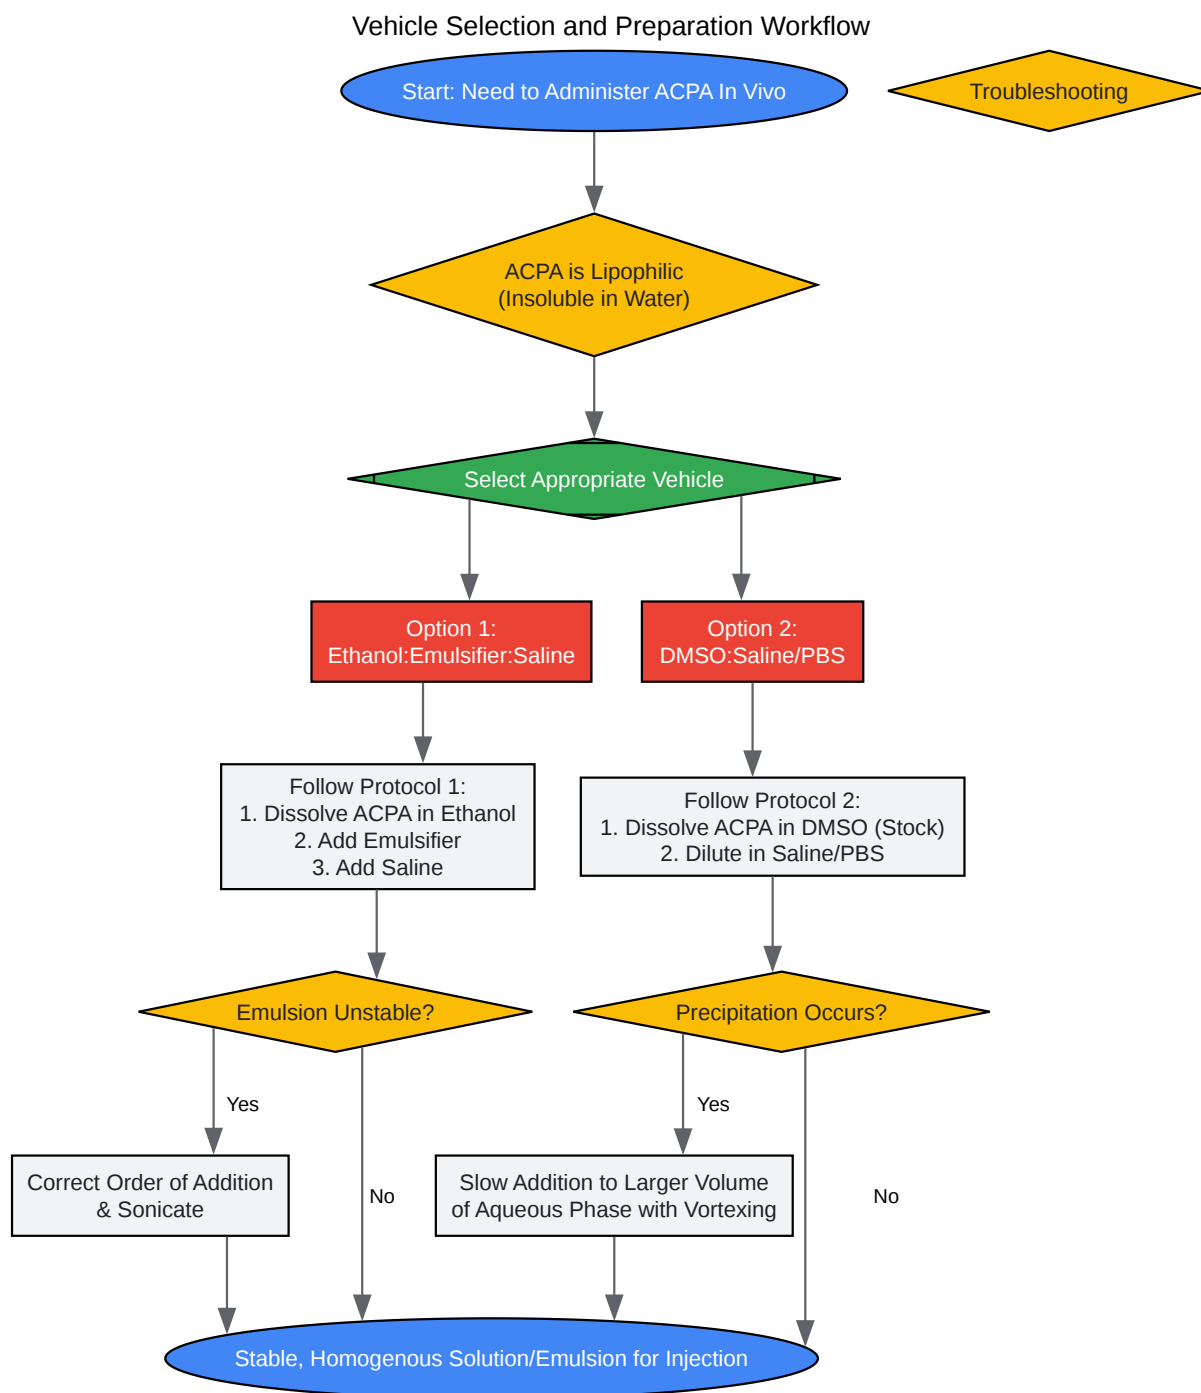 Vehicle Selection and Preparation Workflow
Start: Need to Administer ACPA In Vivo
Troubleshooting
ACPA is Lipophilic
(Insoluble in Water)
Select Appropriate Vehicle
Option 1:
Ethanol:Emulsifier:Saline
Option 2:
DMSO:Saline/PBS
Follow Protocol 1:
1. Dissolve ACPA in Ethanol
2. Add Emulsifier
3. Add Saline
Follow Protocol 2:
1. Dissolve ACPA in DMSO (Stock)
2. Dilute in Saline/PBS
Emulsion Unstable?
Precipitation Occurs?
Yes
Yes
Correct Order of Addition
& Sonicate
No
Slow Addition to Larger Volume
of Aqueous Phase with Vortexing
No
Stable, Homogenous Solution/Emulsion for Injection